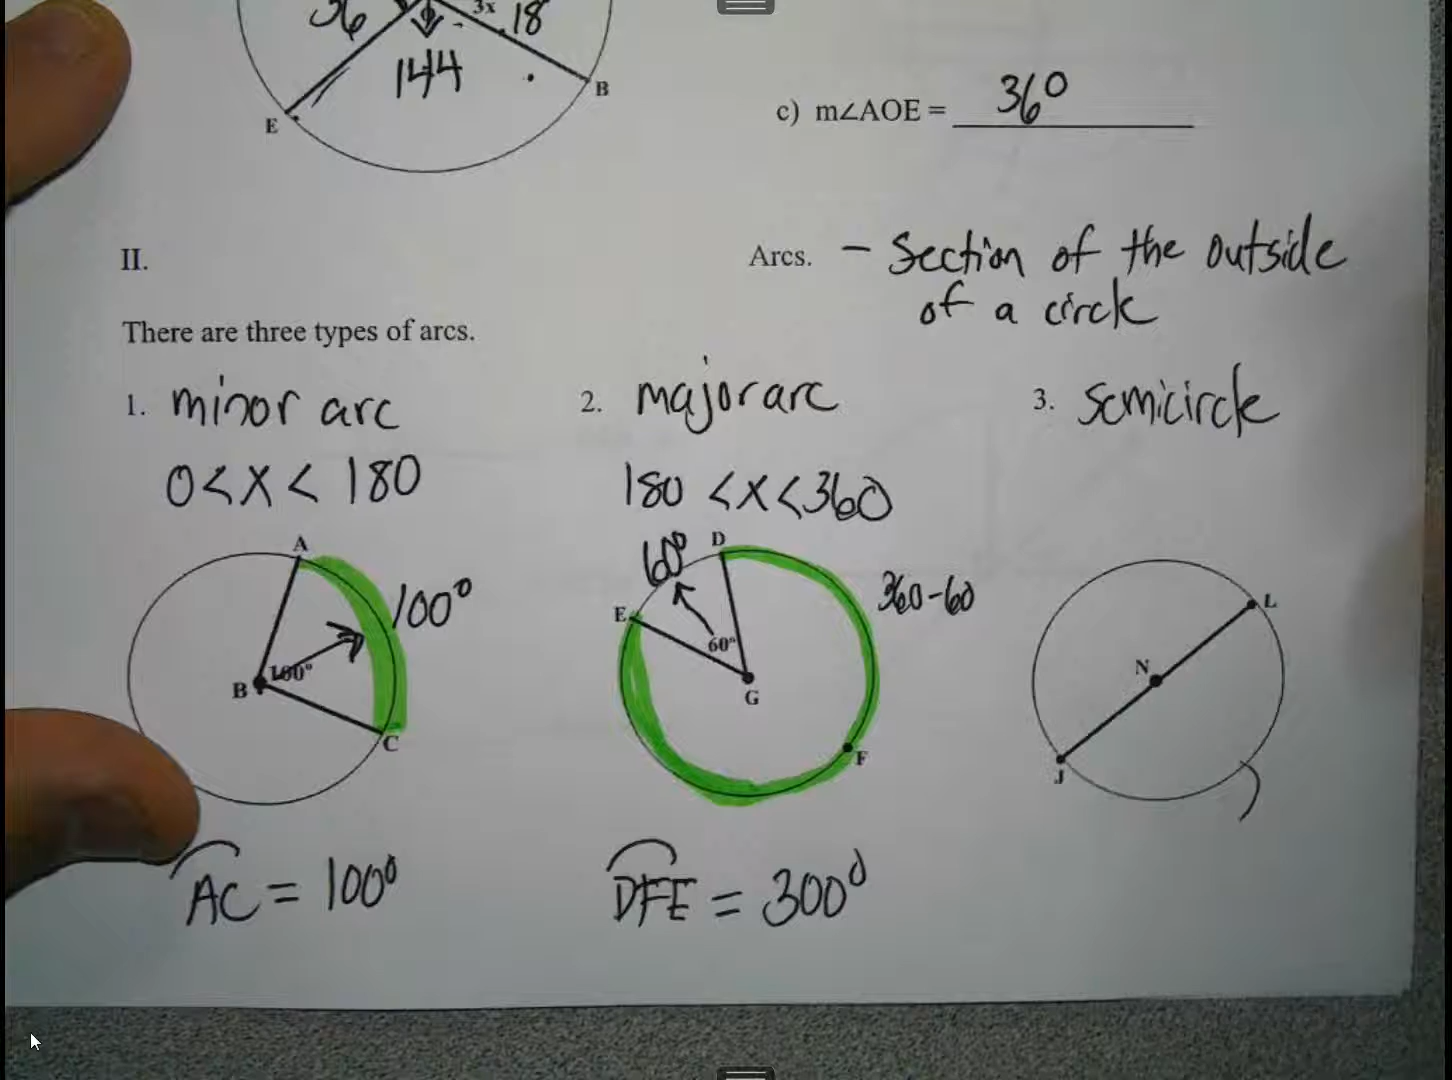 36 3x 18
144
B
E
c) m∠AOE = 36°
II. Arcs. - Section of the outside
of a circle
There are three types of arcs.
1. minor arc 2. major arc 3. semicircle
0<x< 180 180 <x<360
A 100° B 100° C
D 60° E 60° G F 360-60
L N J
AC = 100° DFE = 300°